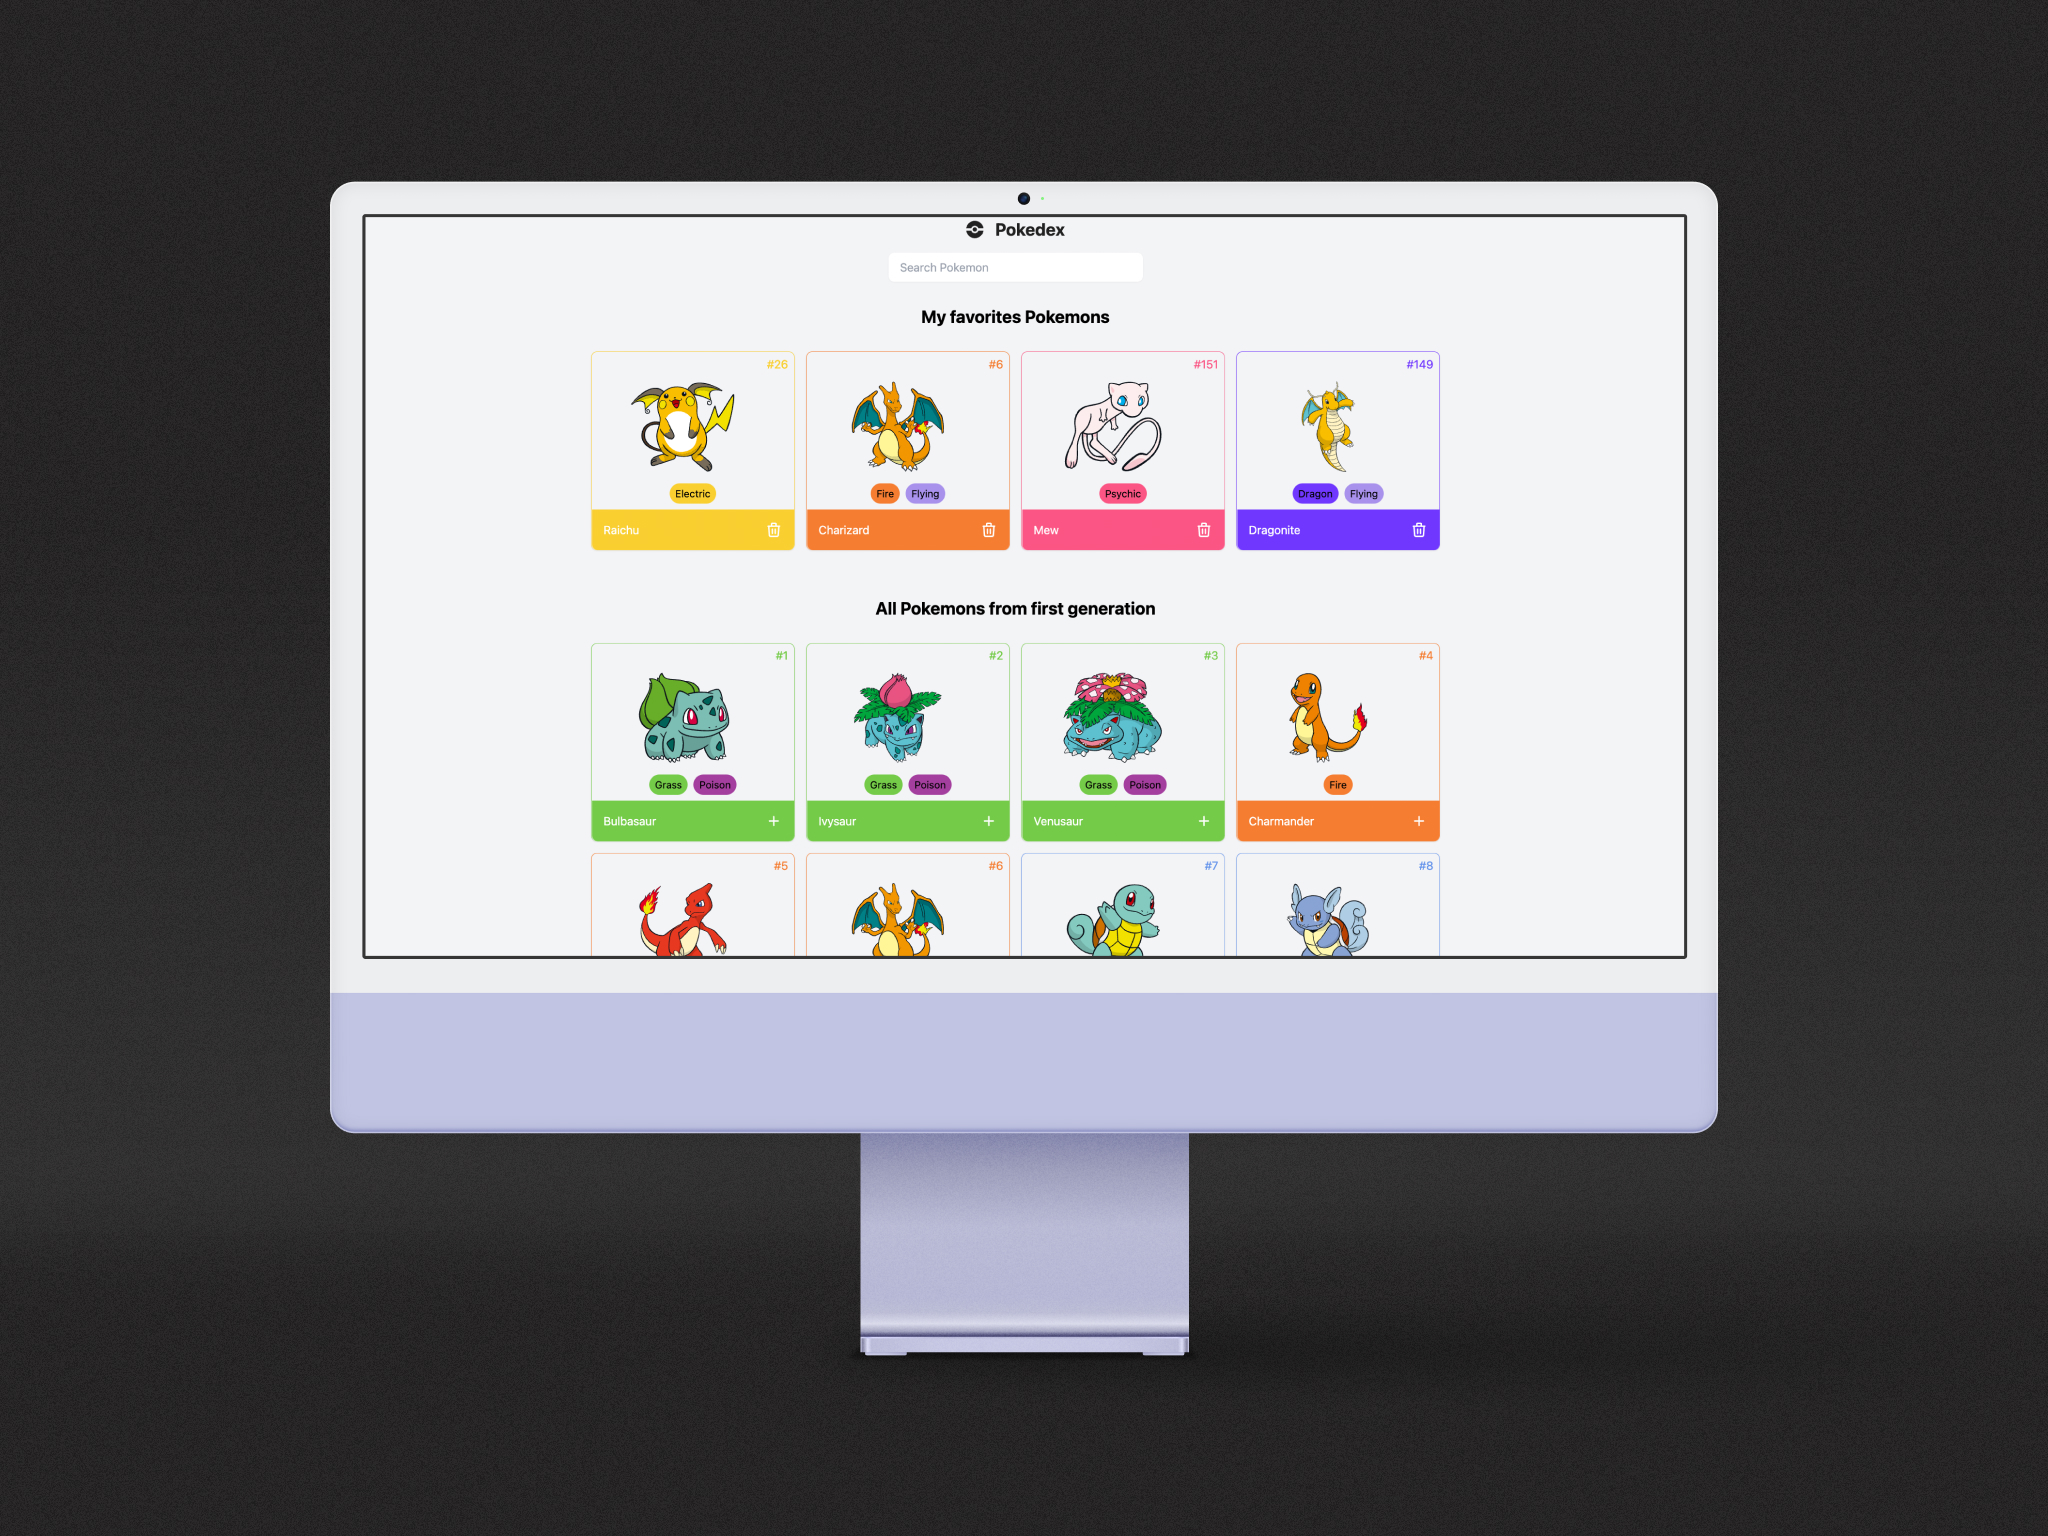 Pokedex
Search Pokemon
My favorites Pokemons
#26 #6 #151 #149
Electric Fire Flying Psychic Dragon Flying
Raichu Charizard Mew Dragonite
All Pokemons from first generation
#1 #2 #3 #4
Grass Poison Grass Poison Grass Poison Fire
Bulbasaur Ivysaur Venusaur Charmander
#5 #6 #7 #8